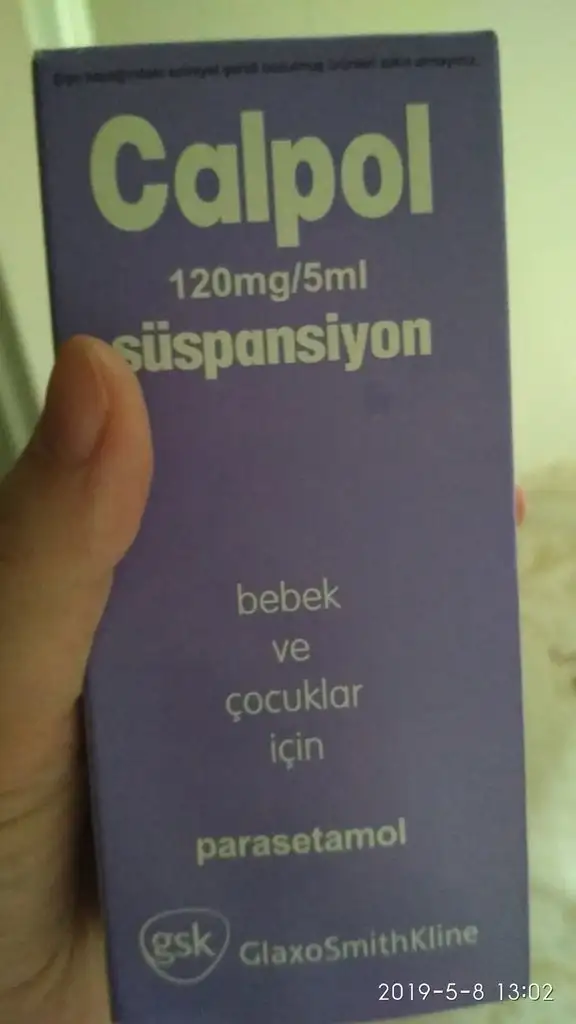 Calpol
120mg/5ml
süspansiyon
bebek
ve
çocuklar
için
parasetamol
gsk GlaxoSmithKline
2019-5-8 13:02